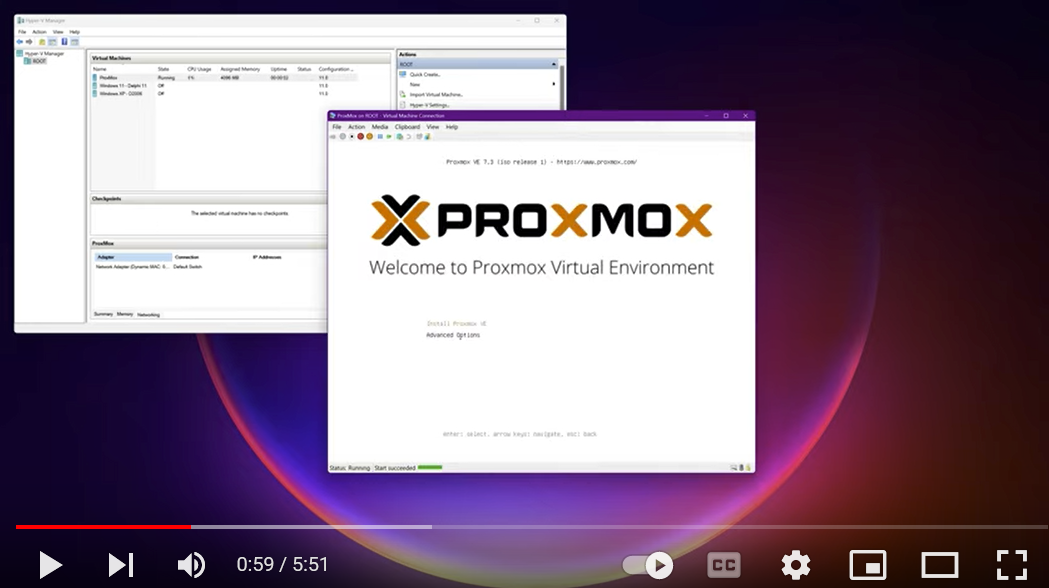 Hyper-V Manager
File Action View Help
Hyper-V Manager
ROOT
Virtual Machines
Name State CPU Usage Assigned Memory Uptime Status Configuration ...
ProxMox Running 4096 MB 00:00:02 11.0
Windows 11 - Delphi 11 Off 11.0
Windows XP - D2006 Off 11.0
Checkpoints
The selected virtual machine has no checkpoints.
ProxMox
Adapter Connection IP Addresses
Network Adapter (Dynamic MAC: 0... Default Switch
Summary Memory Networking
Actions
ROOT
Quick Create...
New
Import Virtual Machine...
Hyper-V Settings...
ProxMox on ROOT - Virtual Machine Connection
File Action Media Clipboard View Help
Proxmox VE 7.3 (iso release 1) - https://www.proxmox.com/
PROXMOX
Welcome to Proxmox Virtual Environment
Install Proxmox VE
Advanced Options
enter: select, arrow keys: navigate, esc: back
Status: Running Start succeeded
0:59 / 5:51
CC